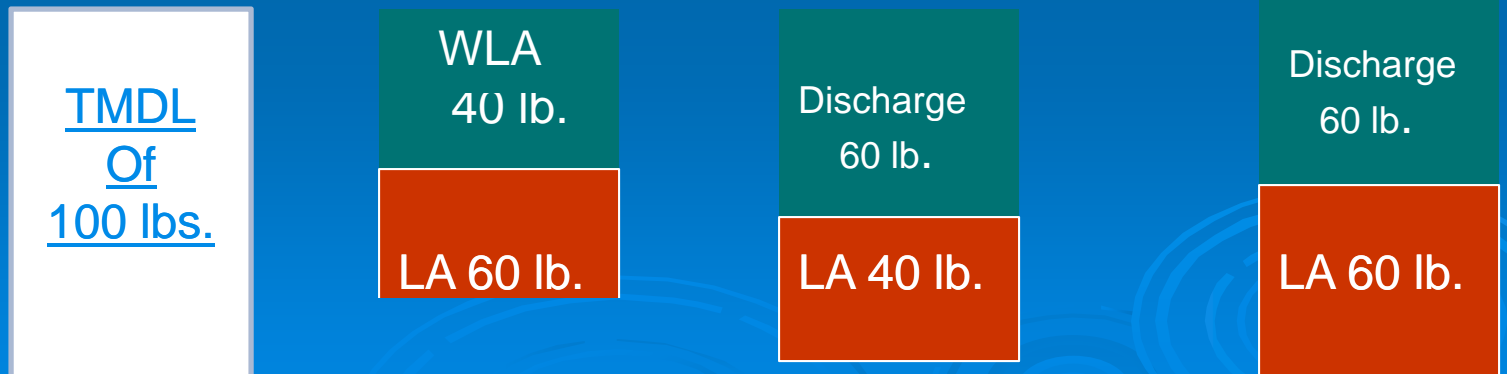 TMDL
Of
100 lbs.
WLA
40 lb.
LA 60 lb.
Discharge
60 lb.
LA 40 lb.
Discharge
60 lb.
LA 60 lb.